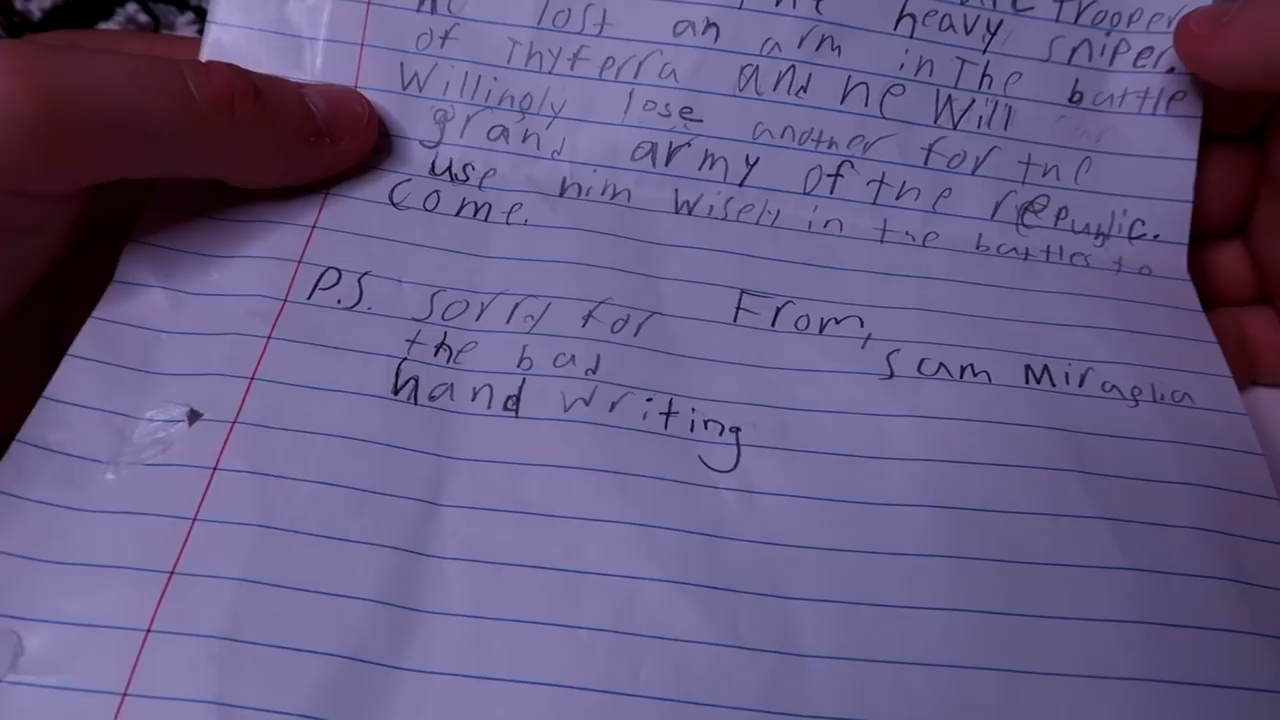 Trooper
heavy sniper.
He lost an arm in The battle
of Thyferra and he Will
Willingly lose another for the
grand army of the republic.
use him wisely in the battles to
come.
From,
Sam Miraglia
P.S. Sorry for
the bad
hand writing